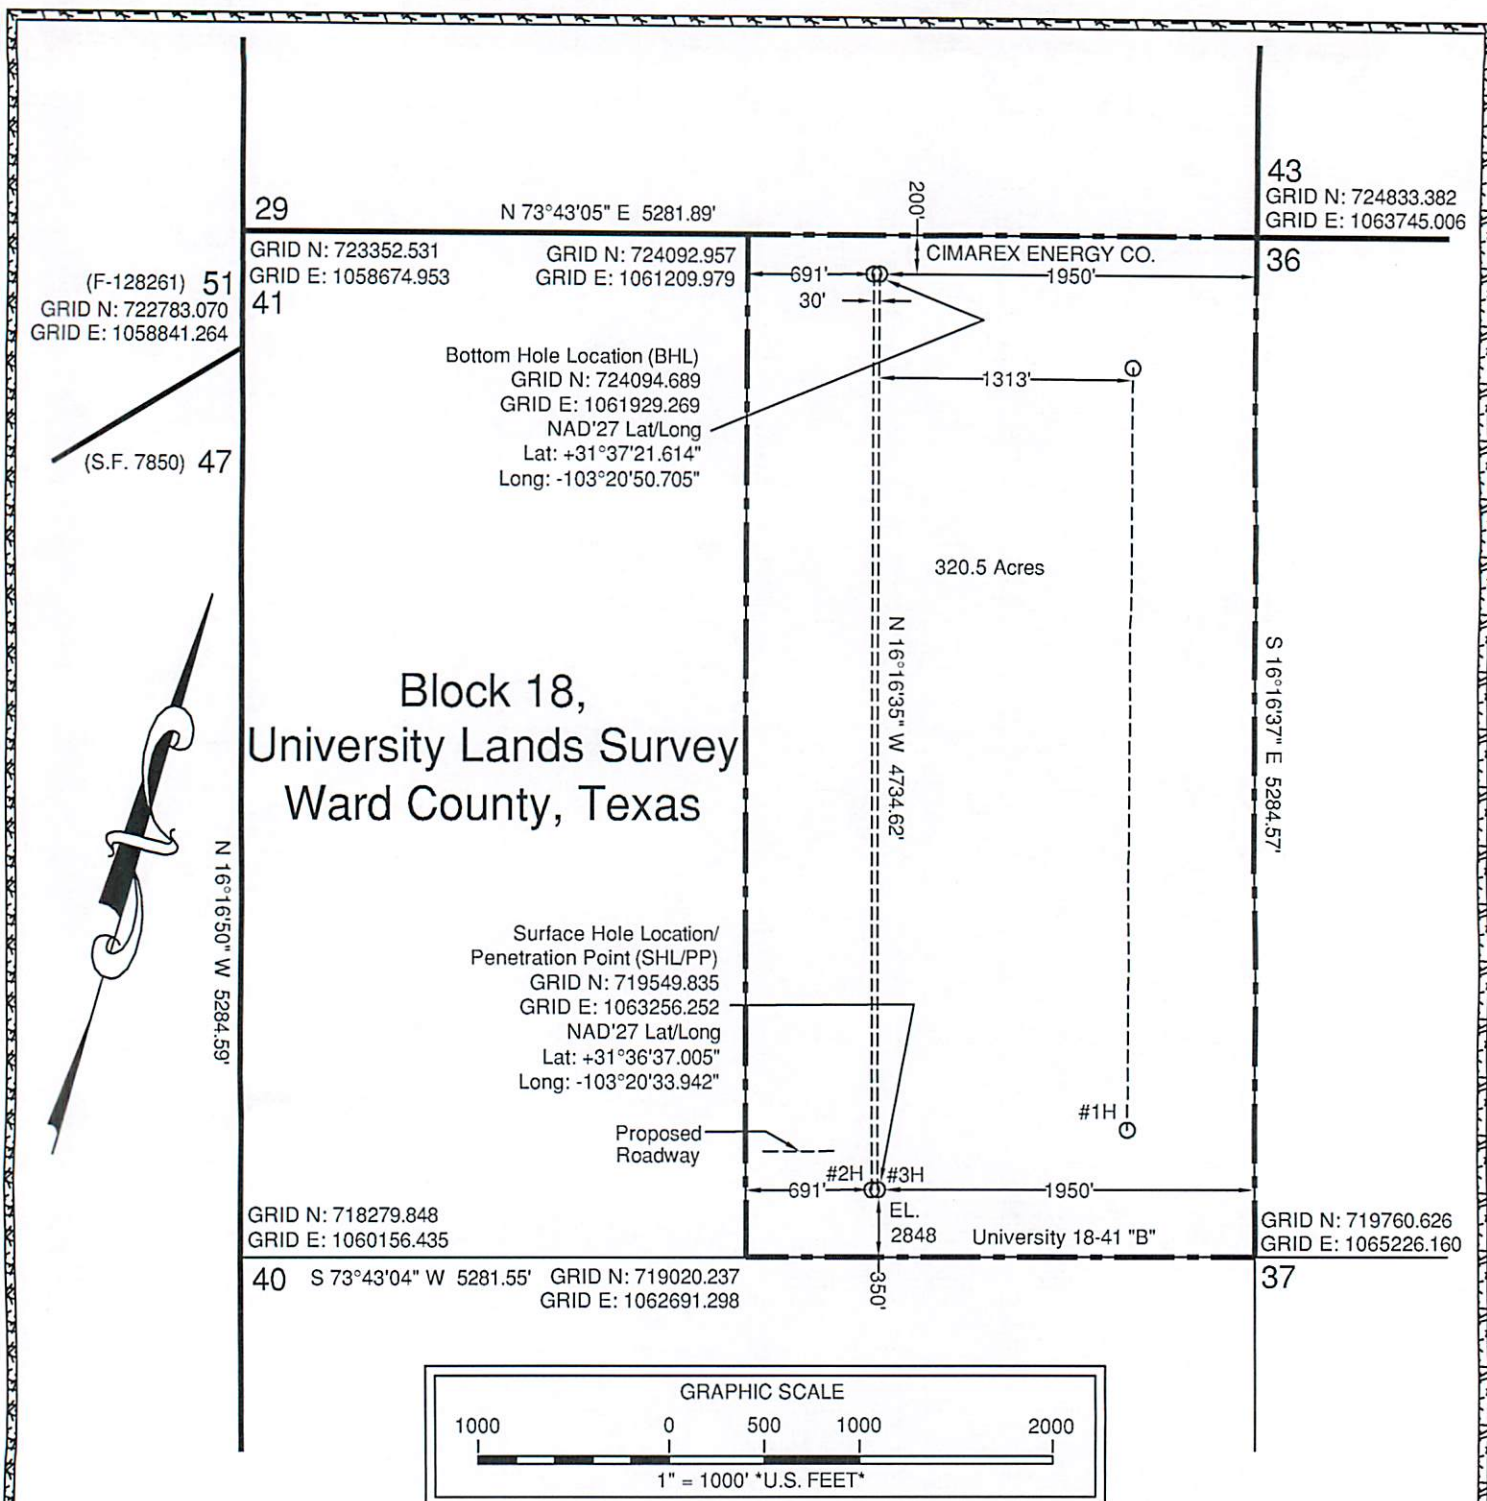 29
N 73°43'05" E 5281.89'
200'
43
GRID N: 724833.382
GRID E: 1063745.006
36
GRID N: 723352.531
GRID E: 1058674.953
41
GRID N: 724092.957
GRID E: 1061209.979
CIMAREX ENERGY CO.
691'
1950'
30'
(F-128261) 51
GRID N: 722783.070
GRID E: 1058841.264
(S.F. 7850) 47
Bottom Hole Location (BHL)
GRID N: 724094.689
GRID E: 1061929.269
NAD'27 Lat/Long
Lat: +31°37'21.614"
Long: -103°20'50.705"
1313'
320.5 Acres
N 16°16'35" W 4734.62'
S 16°16'37" E 5284.57'
Block 18,
University Lands Survey
Ward County, Texas
N 16°16'50" W 5284.59'
Surface Hole Location/
Penetration Point (SHL/PP)
GRID N: 719549.835
GRID E: 1063256.252
NAD'27 Lat/Long
Lat: +31°36'37.005"
Long: -103°20'33.942"
Proposed
Roadway
#1H
#2H
#3H
691'
1950'
EL.
2848
University 18-41 "B"
350'
GRID N: 718279.848
GRID E: 1060156.435
GRID N: 719760.626
GRID E: 1065226.160
40
S 73°43'04" W 5281.55'
GRID N: 719020.237
GRID E: 1062691.298
37
GRAPHIC SCALE
1000 0 500 1000 2000
1" = 1000' *U.S. FEET*